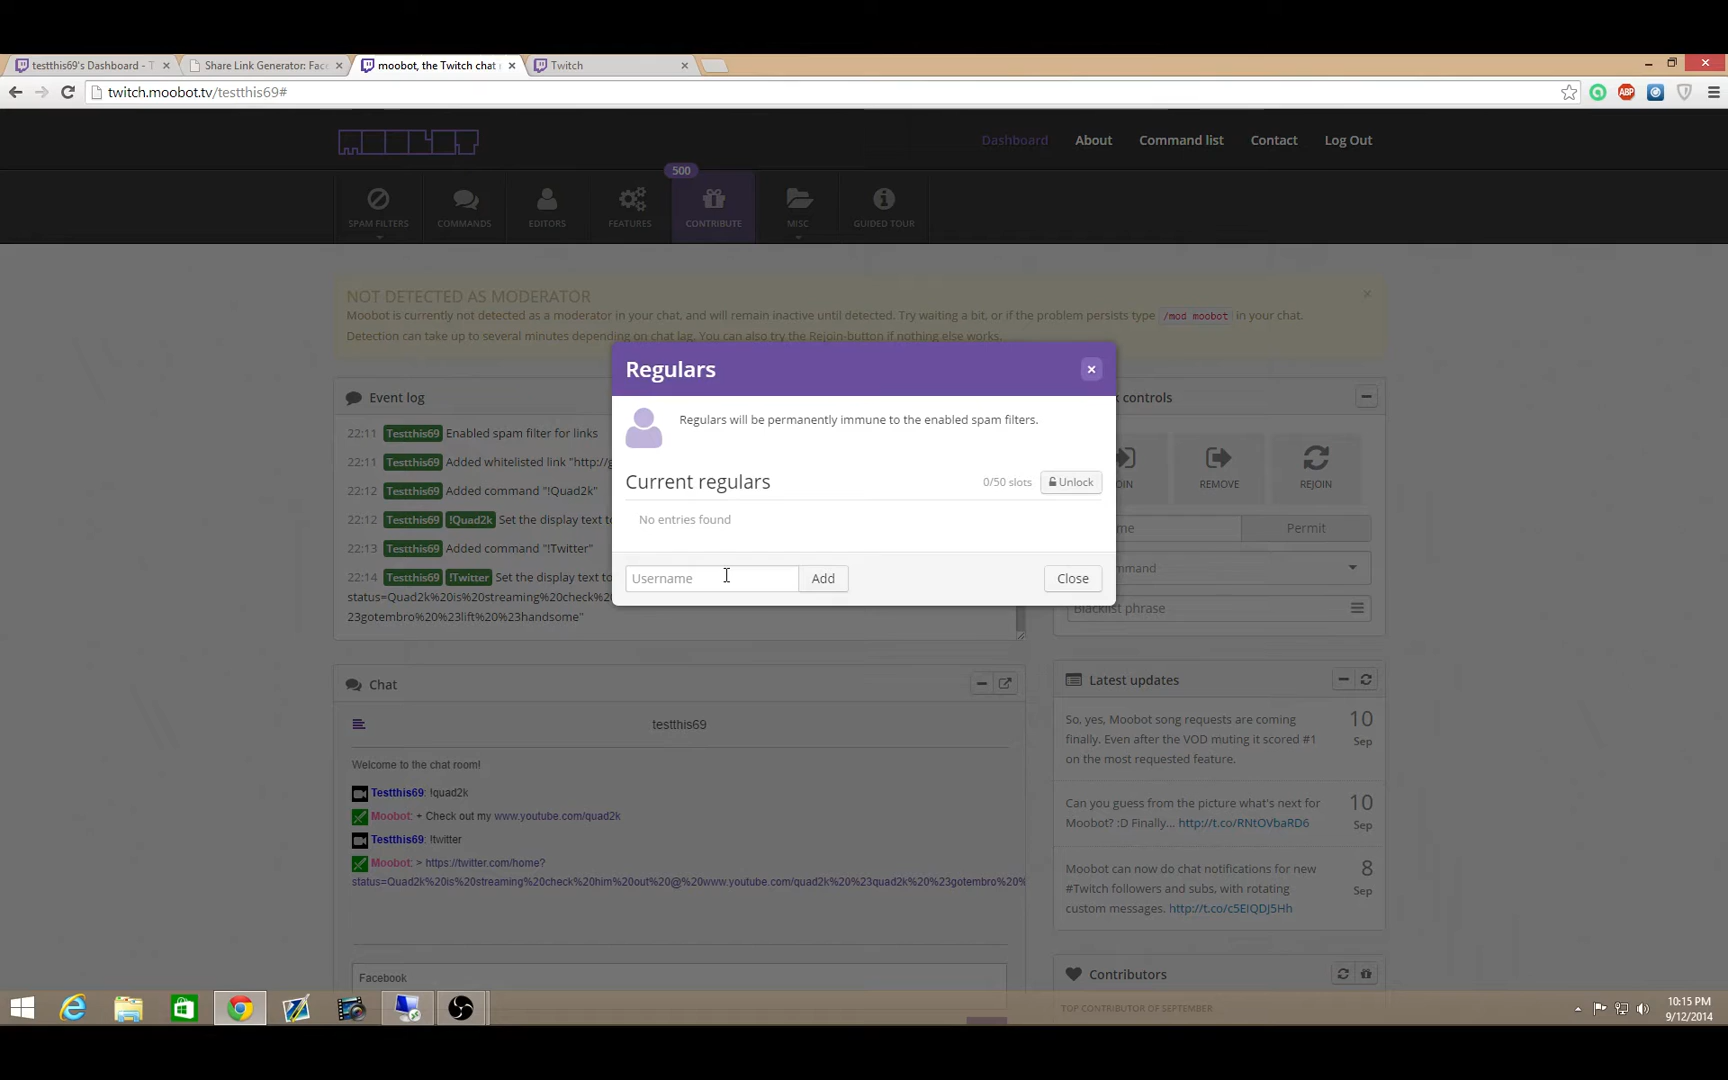 testthis69's Dashboard - T
Share Link Generator: Fac
moobot, the Twitch chat
Twitch
twitch.moobot.tv/testthis69#
ABP
moobot
Dashboard
About
Command list
Contact
Log Out
500
SPAM FILTERS
COMMANDS
EDITORS
FEATURES
CONTRIBUTE
MISC
GUIDED TOUR
NOT DETECTED AS MODERATOR
Moobot is currently not detected as a moderator in your chat, and will remain inactive until detected. Try waiting a bit, or if the problem persists type /mod moobot in your chat.
Detection can take up to several minutes depending on chat lag. You can also try the Rejoin-button if nothing else works.
Regulars
Regulars will be permanently immune to the enabled spam filters.
Current regulars
0/50 slots
Unlock
No entries found
Username
Add
Close
Event log
22:11 Testthis69 Enabled spam filter for links
22:11 Testthis69 Added whitelisted link "http://g
22:12 Testthis69 Added command "!Quad2k"
22:12 Testthis69 !Quad2k Set the display text to
22:13 Testthis69 Added command "!Twitter"
22:14 Testthis69 !Twitter Set the display text to
status=Quad2k%20is%20streaming%20check%
23gotembro%20%23lift%20%23handsome"
controls
OIN
REMOVE
REJOIN
me
Permit
mmand
Blacklist phrase
Chat
testthis69
Welcome to the chat room!
Testthis69: !quad2k
Moobot: + Check out my www.youtube.com/quad2k
Testthis69: !twitter
Moobot: > https://twitter.com/home?
status=Quad2k%20is%20streaming%20check%20him%20out%20@%20www.youtube.com/quad2k%20%23quad2k%20%23gotembro%20%
Facebook
Latest updates
So, yes, Moobot song requests are coming
finally. Even after the VOD muting it scored #1
on the most requested feature.
10
Sep
Can you guess from the picture what's next for
Moobot? :D Finally... http://t.co/RNtOVbaRD6
10
Sep
Moobot can now do chat notifications for new
#Twitch followers and subs, with rotating
custom messages. http://t.co/c5EIQDJ5Hh
8
Sep
Contributors
TOP CONTRIBUTOR OF SEPTEMBER
10:15 PM
9/12/2014